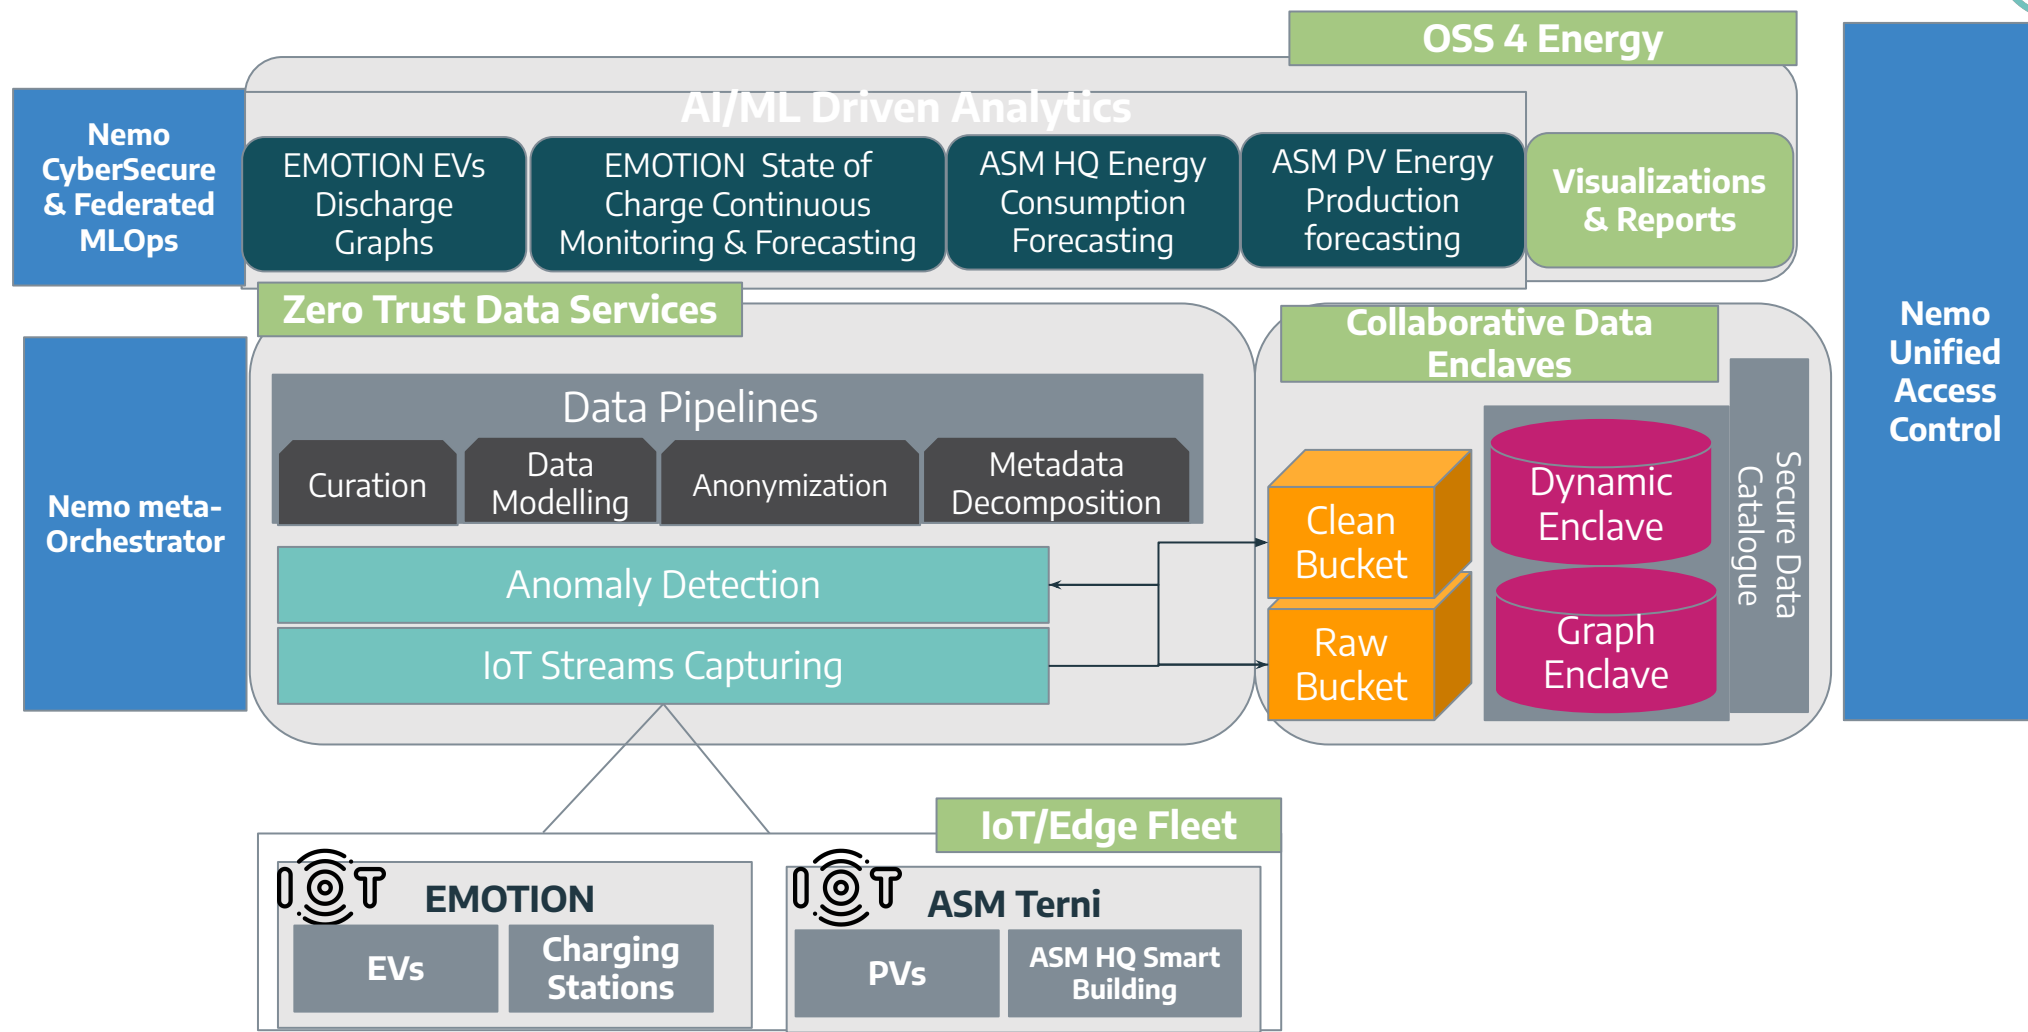 OSS 4 Energy
AI/ML Driven Analytics
Nemo
CyberSecure
& Federated
MLOps
EMOTION EVs
Discharge
Graphs
EMOTION State of
Charge Continuous
Monitoring & Forecasting
ASM HQ Energy
Consumption
Forecasting
ASM PV Energy
Production
forecasting
Visualizations
& Reports
Nemo
Unified
Access
Control
Zero Trust Data Services
Collaborative Data
Enclaves
Nemo meta-
Orchestrator
Data Pipelines
Curation
Data
Modelling
Anonymization
Metadata
Decomposition
Anomaly Detection
IoT Streams Capturing
Clean
Bucket
Raw
Bucket
Dynamic
Enclave
Graph
Enclave
Secure Data
Catalogue
IoT/Edge Fleet
IOT
EMOTION
EVs
Charging
Stations
IOT
ASM Terni
PVs
ASM HQ Smart
Building